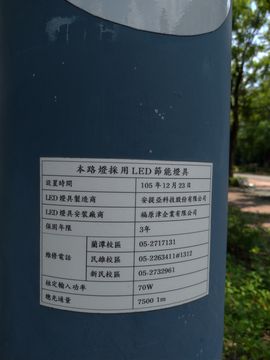 本路燈採用LED節能燈具
設置時間 105年12月23日
LED燈具製造商 安提亞科技股份有限公司
LED燈具安裝廠商 福原津企業有限公司
保固年限 3年
維修電話 蘭潭校區 05-2717131
民雄校區 05-2263411#1312
新民校區 05-2732961
核定輸入功率 70W
總光通量 7500 lm